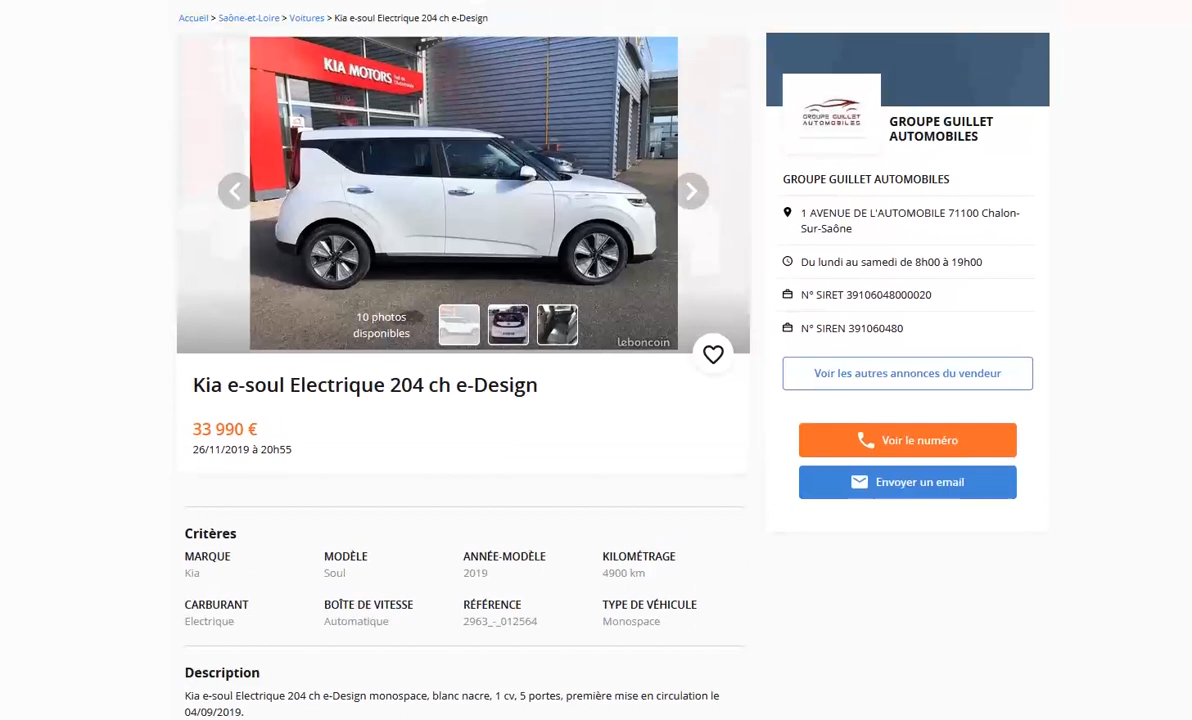 Accueil > Saône-et-Loire > Voitures > Kia e-soul Electrique 204 ch e-Design
KIA MOTORS
10 photos
disponibles
leboncoin
Kia e-soul Electrique 204 ch e-Design
33 990 €
26/11/2019 à 20h55
Critères
MARQUE
Kia
MODÈLE
Soul
ANNÉE-MODÈLE
2019
KILOMÉTRAGE
4900 km
CARBURANT
Electrique
BOÎTE DE VITESSE
Automatique
RÉFÉRENCE
2963_-_012564
TYPE DE VÉHICULE
Monospace
Description
Kia e-soul Electrique 204 ch e-Design monospace, blanc nacre, 1 cv, 5 portes, première mise en circulation le
04/09/2019.
GROUPE GUILLET
AUTOMOBILES
GROUPE GUILLET
AUTOMOBILES
GROUPE GUILLET AUTOMOBILES
1 AVENUE DE L'AUTOMOBILE 71100 Chalon-
Sur-Saône
Du lundi au samedi de 8h00 à 19h00
N° SIRET 39106048000020
N° SIREN 391060480
Voir les autres annonces du vendeur
Voir le numéro
Envoyer un email